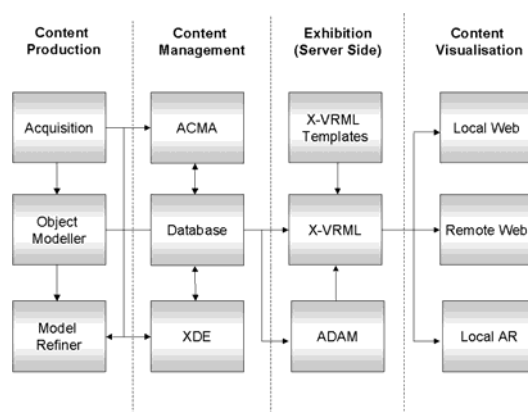 Content
Production
Content
Management
Exhibition
(Server Side)
Content
Visualisation
Acquisition
ACMA
X-VRML
Templates
Local Web
Object
Modeller
Database
X-VRML
Remote Web
Model
Refiner
XDE
ADAM
Local AR